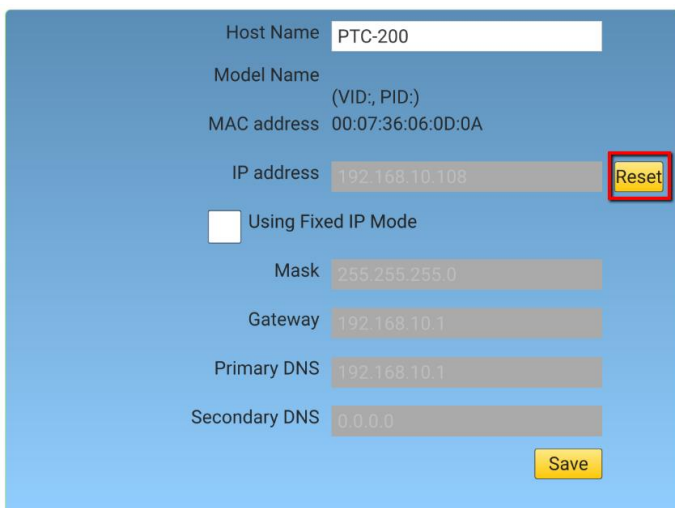 Host Name PTC-200
Model Name
(VID:, PID:)
MAC address 00:07:36:06:0D:0A
IP address 192.168.10.108 Reset
Using Fixed IP Mode
Mask 255.255.255.0
Gateway 192.168.10.1
Primary DNS 192.168.10.1
Secondary DNS 0.0.0.0
Save